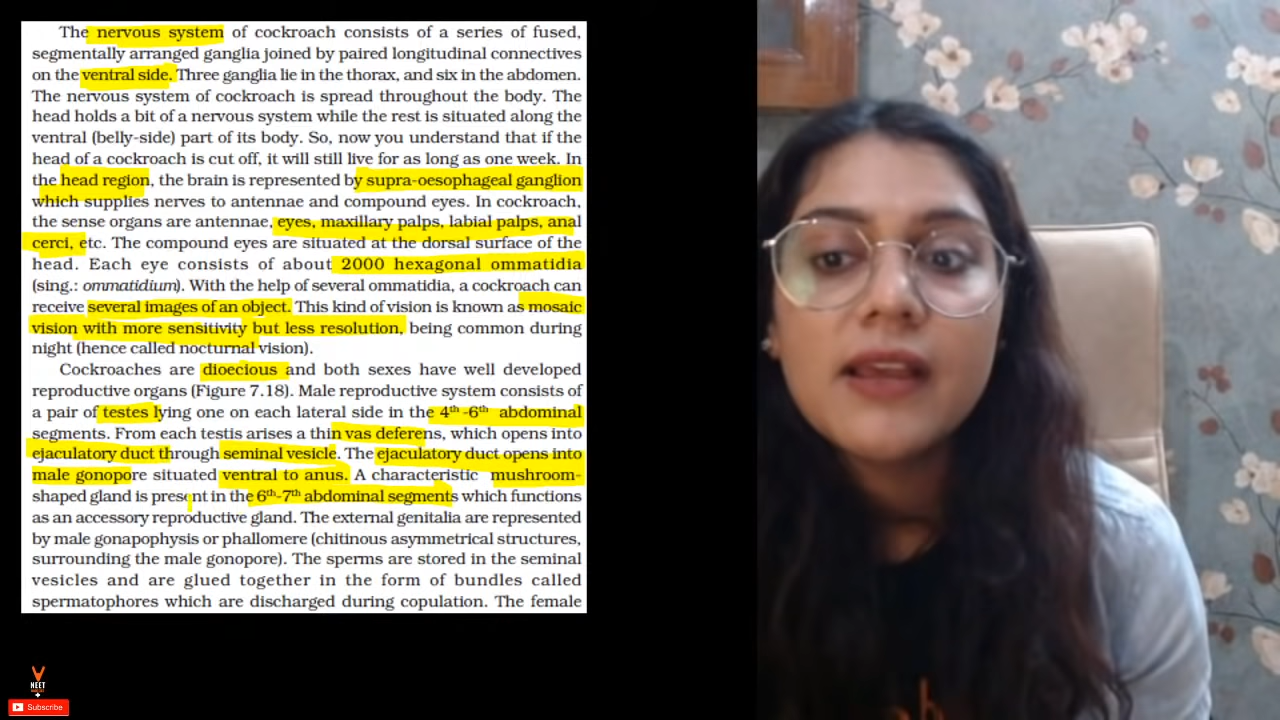 The nervous system of cockroach consists of a series of fused,
segmentally arranged ganglia joined by paired longitudinal connectives
on the ventral side. Three ganglia lie in the thorax, and six in the abdomen.
The nervous system of cockroach is spread throughout the body. The
head holds a bit of a nervous system while the rest is situated along the
ventral (belly-side) part of its body. So, now you understand that if the
head of a cockroach is cut off, it will still live for as long as one week. In
the head region, the brain is represented by supra-oesophageal ganglion
which supplies nerves to antennae and compound eyes. In cockroach,
the sense organs are antennae, eyes, maxillary palps, labial palps, anal
cerci, etc. The compound eyes are situated at the dorsal surface of the
head. Each eye consists of about 2000 hexagonal ommatidia
(sing.: ommatidium). With the help of several ommatidia, a cockroach can
receive several images of an object. This kind of vision is known as mosaic
vision with more sensitivity but less resolution, being common during
night (hence called nocturnal vision).
Cockroaches are dioecious and both sexes have well developed
reproductive organs (Figure 7.18). Male reproductive system consists of
a pair of testes lying one on each lateral side in the 4th -6th abdominal
segments. From each testis arises a thin vas deferens, which opens into
ejaculatory duct through seminal vesicle. The ejaculatory duct opens into
male gonopore situated ventral to anus. A characteristic mushroom-
shaped gland is present in the 6th-7th abdominal segments which functions
as an accessory reproductive gland. The external genitalia are represented
by male gonapophysis or phallomere (chitinous asymmetrical structures,
surrounding the male gonopore). The sperms are stored in the seminal
vesicles and are glued together in the form of bundles called
spermatophores which are discharged during copulation. The female
NEET
Subscribe